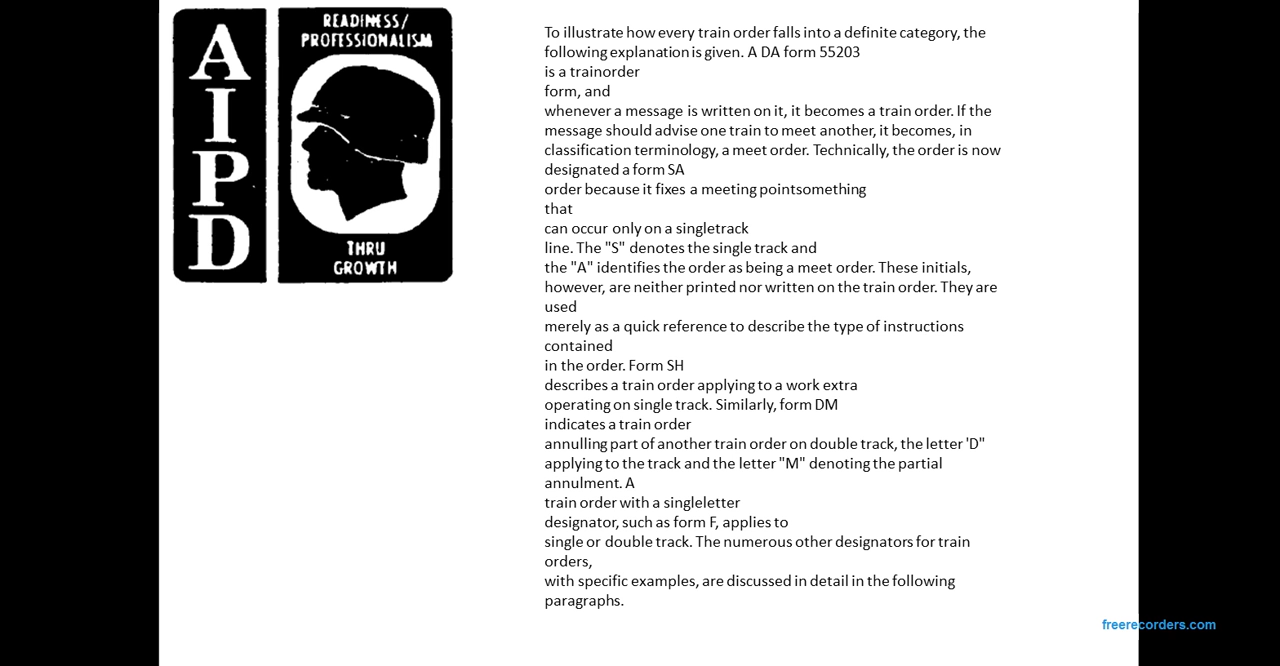 A
I
P
D
READINESS/
PROFESSIONALISM
THRU
GROWTH
To illustrate how every train order falls into a definite category, the
following explanation is given. A DA form 55203
is a trainorder
form, and
whenever a message is written on it, it becomes a train order. If the
message should advise one train to meet another, it becomes, in
classification terminology, a meet order. Technically, the order is now
designated a form SA
order because it fixes a meeting pointsomething
that
can occur only on a singletrack
line. The "S" denotes the single track and
the "A" identifies the order as being a meet order. These initials,
however, are neither printed nor written on the train order. They are
used
merely as a quick reference to describe the type of instructions
contained
in the order. Form SH
describes a train order applying to a work extra
operating on single track. Similarly, form DM
indicates a train order
annulling part of another train order on double track, the letter 'D"
applying to the track and the letter "M" denoting the partial
annulment. A
train order with a singleletter
designator, such as form F, applies to
single or double track. The numerous other designators for train
orders,
with specific examples, are discussed in detail in the following
paragraphs.
freerecorders.com